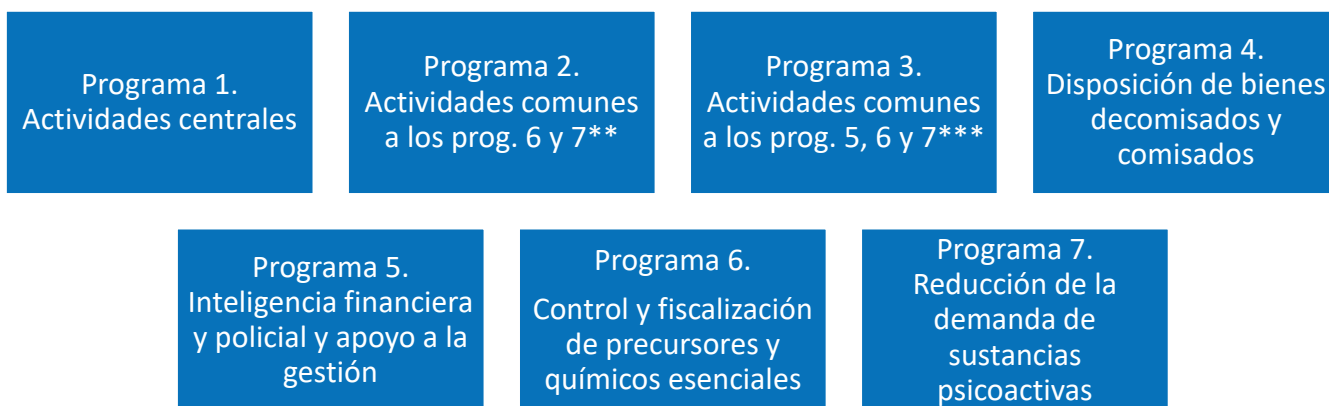 Programa 1.
Actividades centrales
Programa 2.
Actividades comunes
a los prog. 6 y 7**
Programa 3.
Actividades comunes
a los prog. 5, 6 y 7***
Programa 4.
Disposición de bienes
decomisados y
comisados
Programa 5.
Inteligencia financiera
y policial y apoyo a la
gestión
Programa 6.
Control y fiscalización
de precursores y
químicos esenciales
Programa 7.
Reducción de la
demanda de
sustancias
psicoactivas